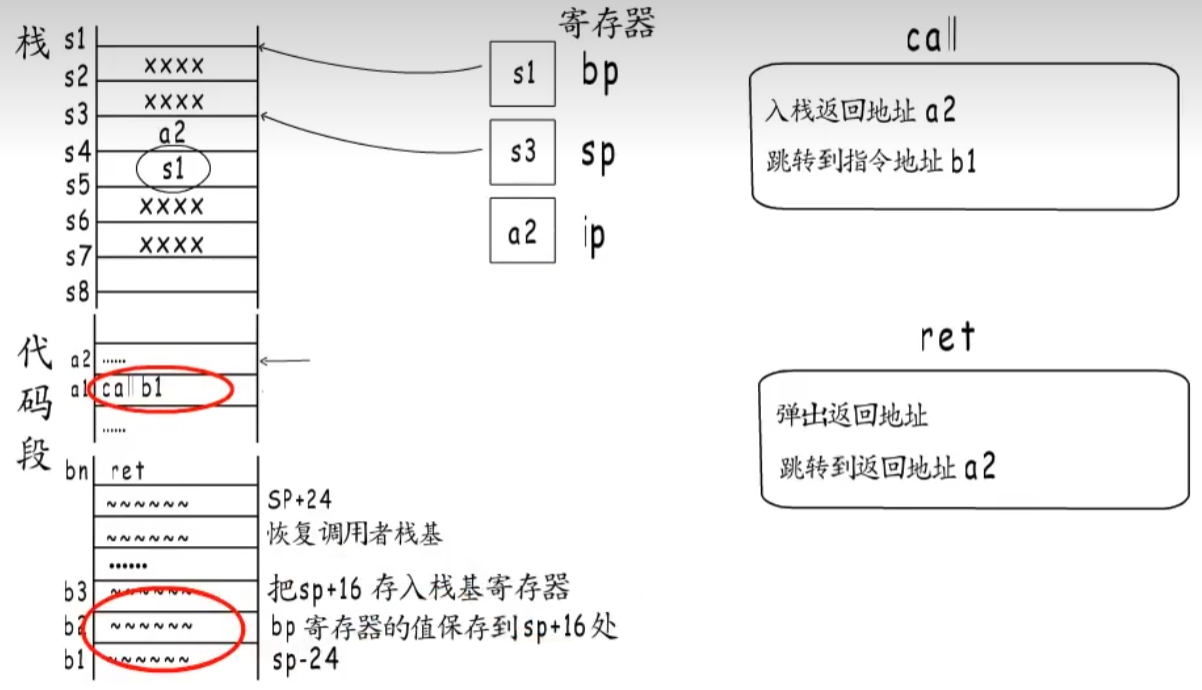 栈
s1
s2
xxxx
s3
xxxx
s4
a2
s5
s1
s6
xxxx
s7
xxxx
s8
寄存器
s1 bp
s3 sp
a2 ip
call
入栈返回地址 a2
跳转到指令地址 b1
ret
弹出返回地址
跳转到返回地址 a2
代码段
a2 ......
a1 call b1
......
bn ret
~~~~~~ SP+24
~~~~~~ 恢复调用者栈基
......
b3 ~~~~~~ 把sp+16 存入栈基寄存器
b2 ~~~~~~ bp 寄存器的值保存到sp+16处
b1 ~~~~~~ sp-24